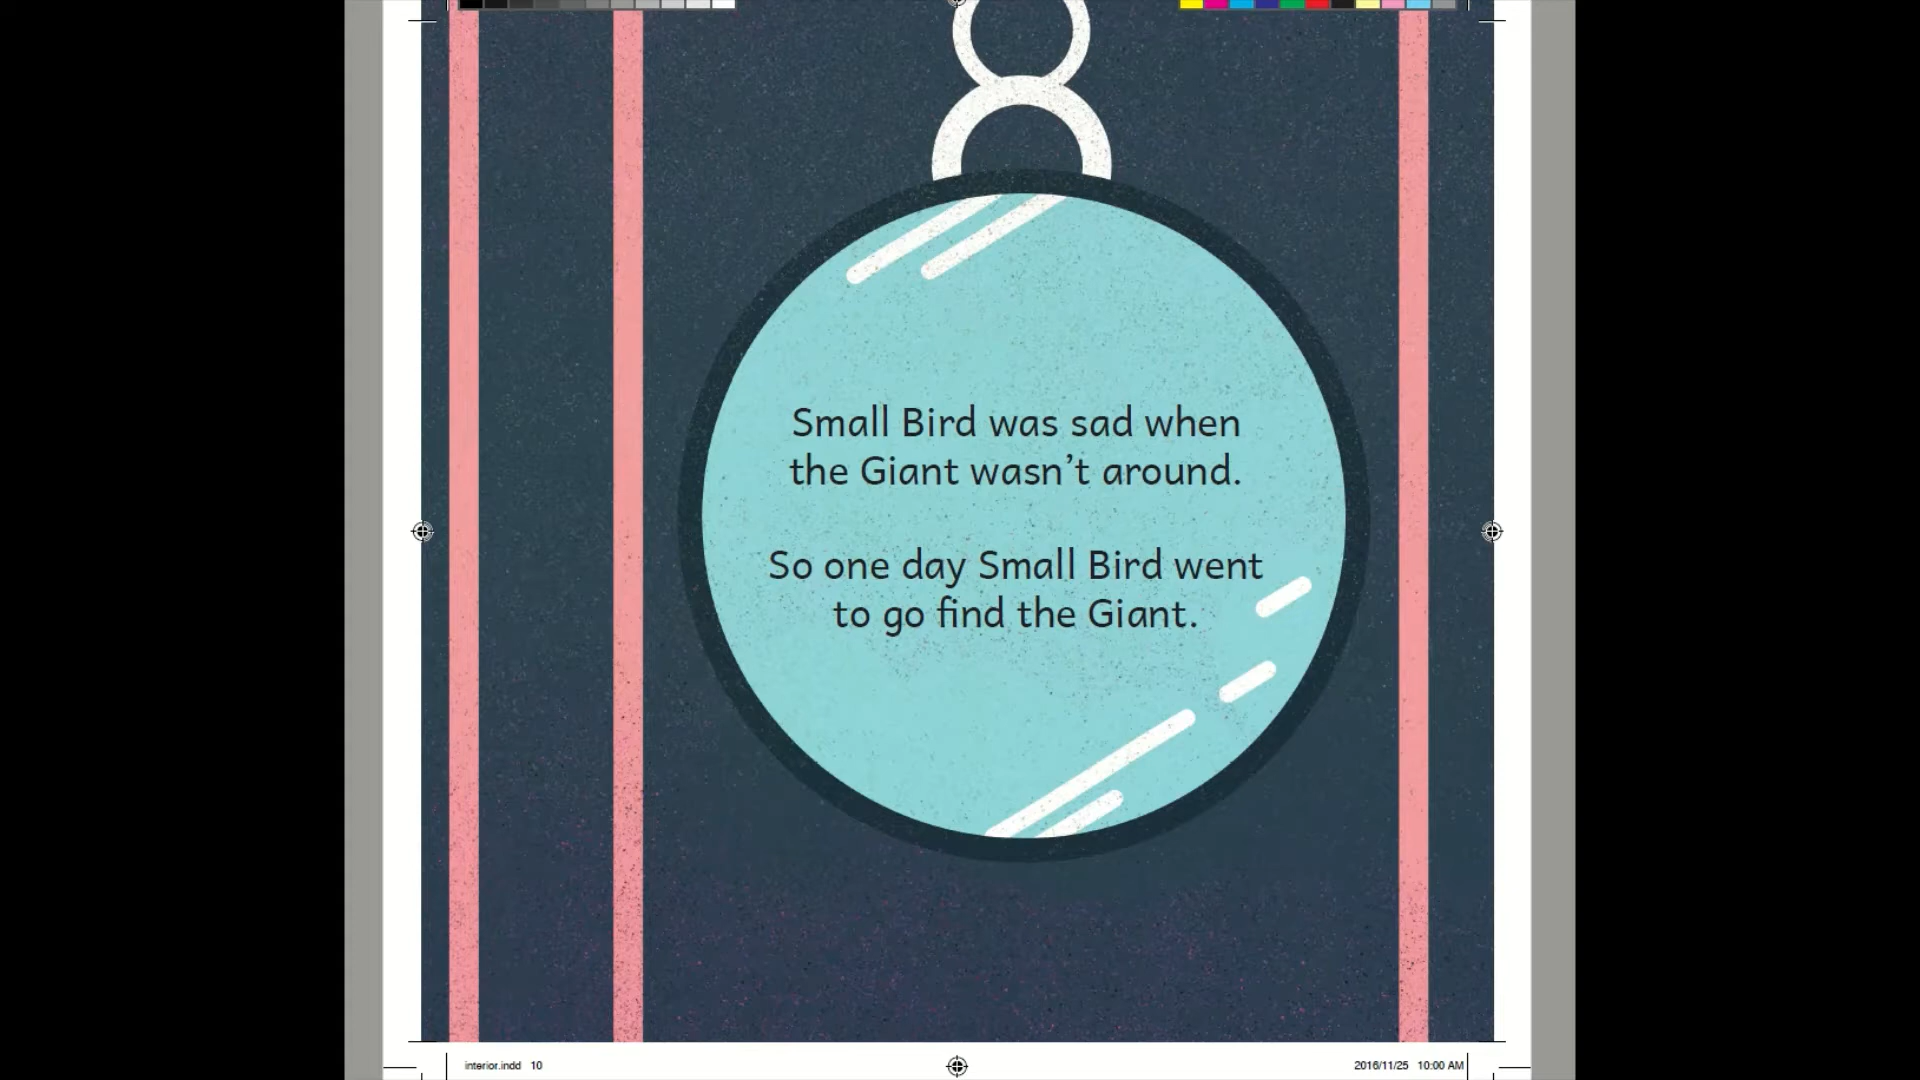 Small Bird was sad when
the Giant wasn’t around.
So one day Small Bird went
to go find the Giant.
interior.indd 10
2016/11/25 10:00 AM